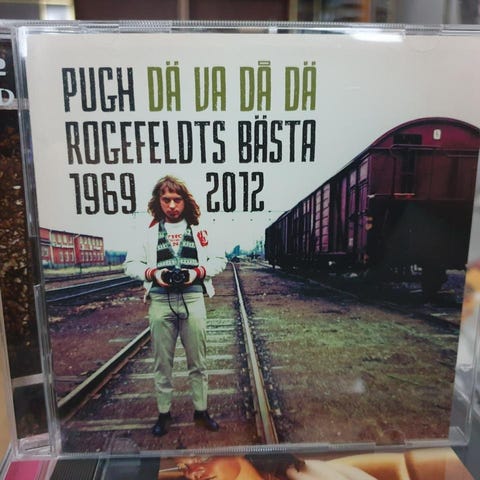 PUGH DÄ VA DÅ DÄ
ROGEFELDTS BÄSTA
1969 2012